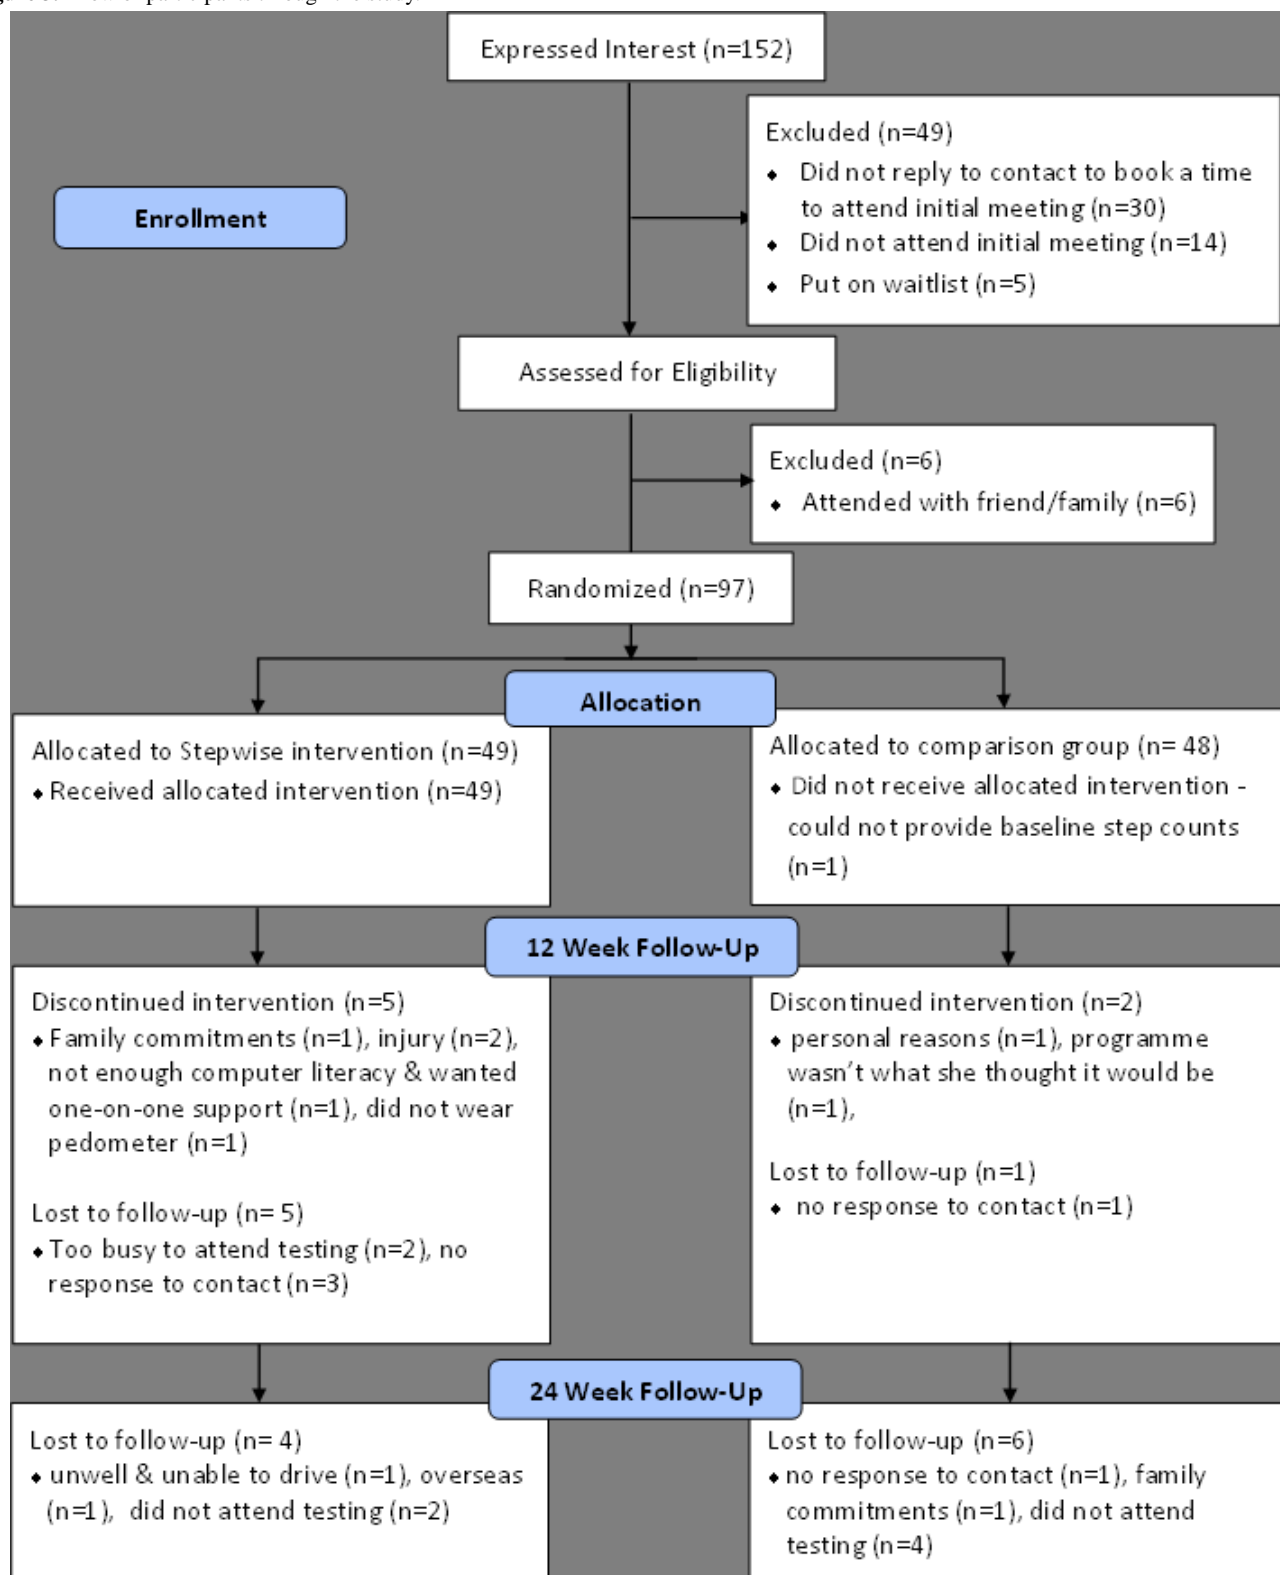 Expressed Interest (n=152)
Excluded (n=49)
⬥ Did not reply to contact to book a time
to attend initial meeting (n=30)
⬥ Did not attend initial meeting (n=14)
⬥ Put on waitlist (n=5)
Enrollment
Assessed for Eligibility
Excluded (n=6)
⬥ Attended with friend/family (n=6)
Randomized (n=97)
Allocation
Allocated to Stepwise intervention (n=49)
⬥ Received allocated intervention (n=49)
Allocated to comparison group (n= 48)
⬥ Did not receive allocated intervention -
could not provide baseline step counts
(n=1)
12 Week Follow-Up
Discontinued intervention (n=5)
⬥ Family commitments (n=1), injury (n=2),
not enough computer literacy & wanted
one-on-one support (n=1), did not wear
pedometer (n=1)
Lost to follow-up (n= 5)
⬥ Too busy to attend testing (n=2), no
response to contact (n=3)
Discontinued intervention (n=2)
⬥ personal reasons (n=1), programme
wasn't what she thought it would be
(n=1),
Lost to follow-up (n=1)
⬥ no response to contact (n=1)
24 Week Follow-Up
Lost to follow-up (n= 4)
⬥ unwell & unable to drive (n=1), overseas
(n=1), did not attend testing (n=2)
Lost to follow-up (n=6)
⬥ no response to contact (n=1), family
commitments (n=1), did not attend
testing (n=4)